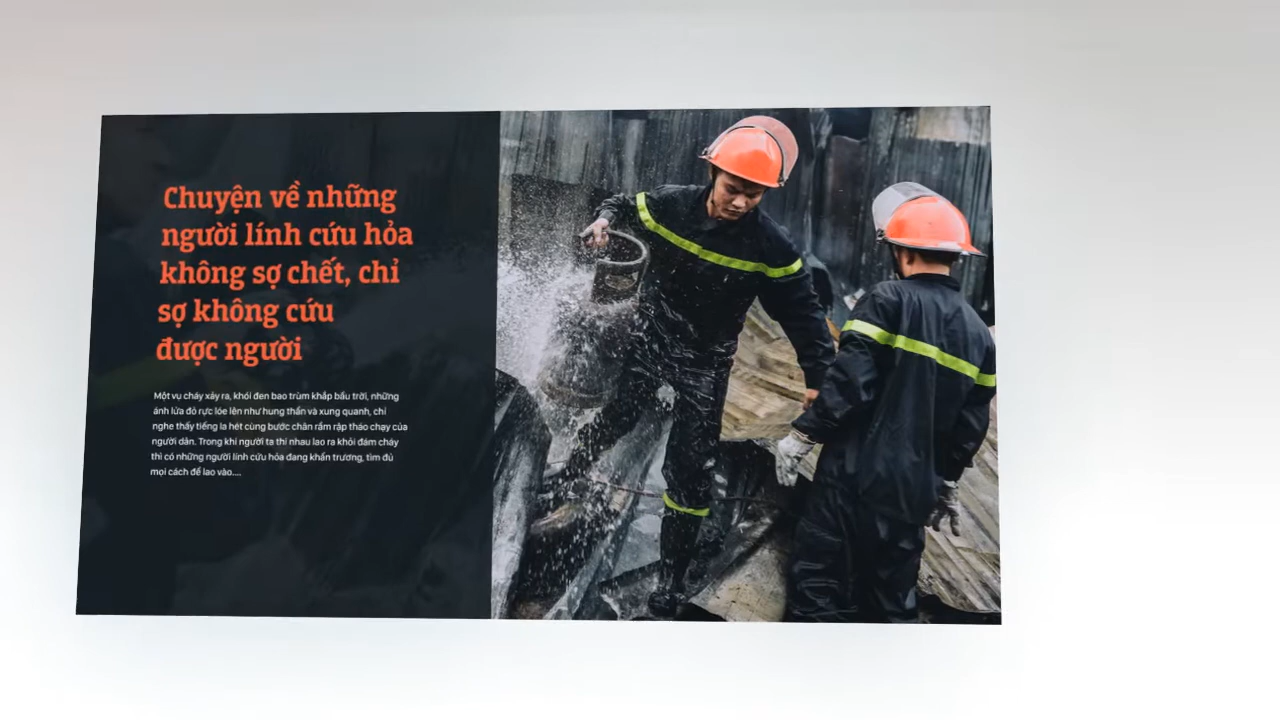 Chuyện về những
người lính cứu hỏa
không sợ chết, chỉ
sợ không cứu
được người
Một vụ cháy xảy ra, khói đen bao trùm khắp bầu trời, những
ánh lửa đỏ rực lóe lên như hung thần và xung quanh, chỉ
nghe thấy tiếng la hét cùng bước chân rầm rập tháo chạy của
người dân. Trong khi người ta thi nhau lao ra khỏi đám cháy
thì có những người lính cứu hỏa đang khẩn trương, tìm đủ
mọi cách để lao vào....